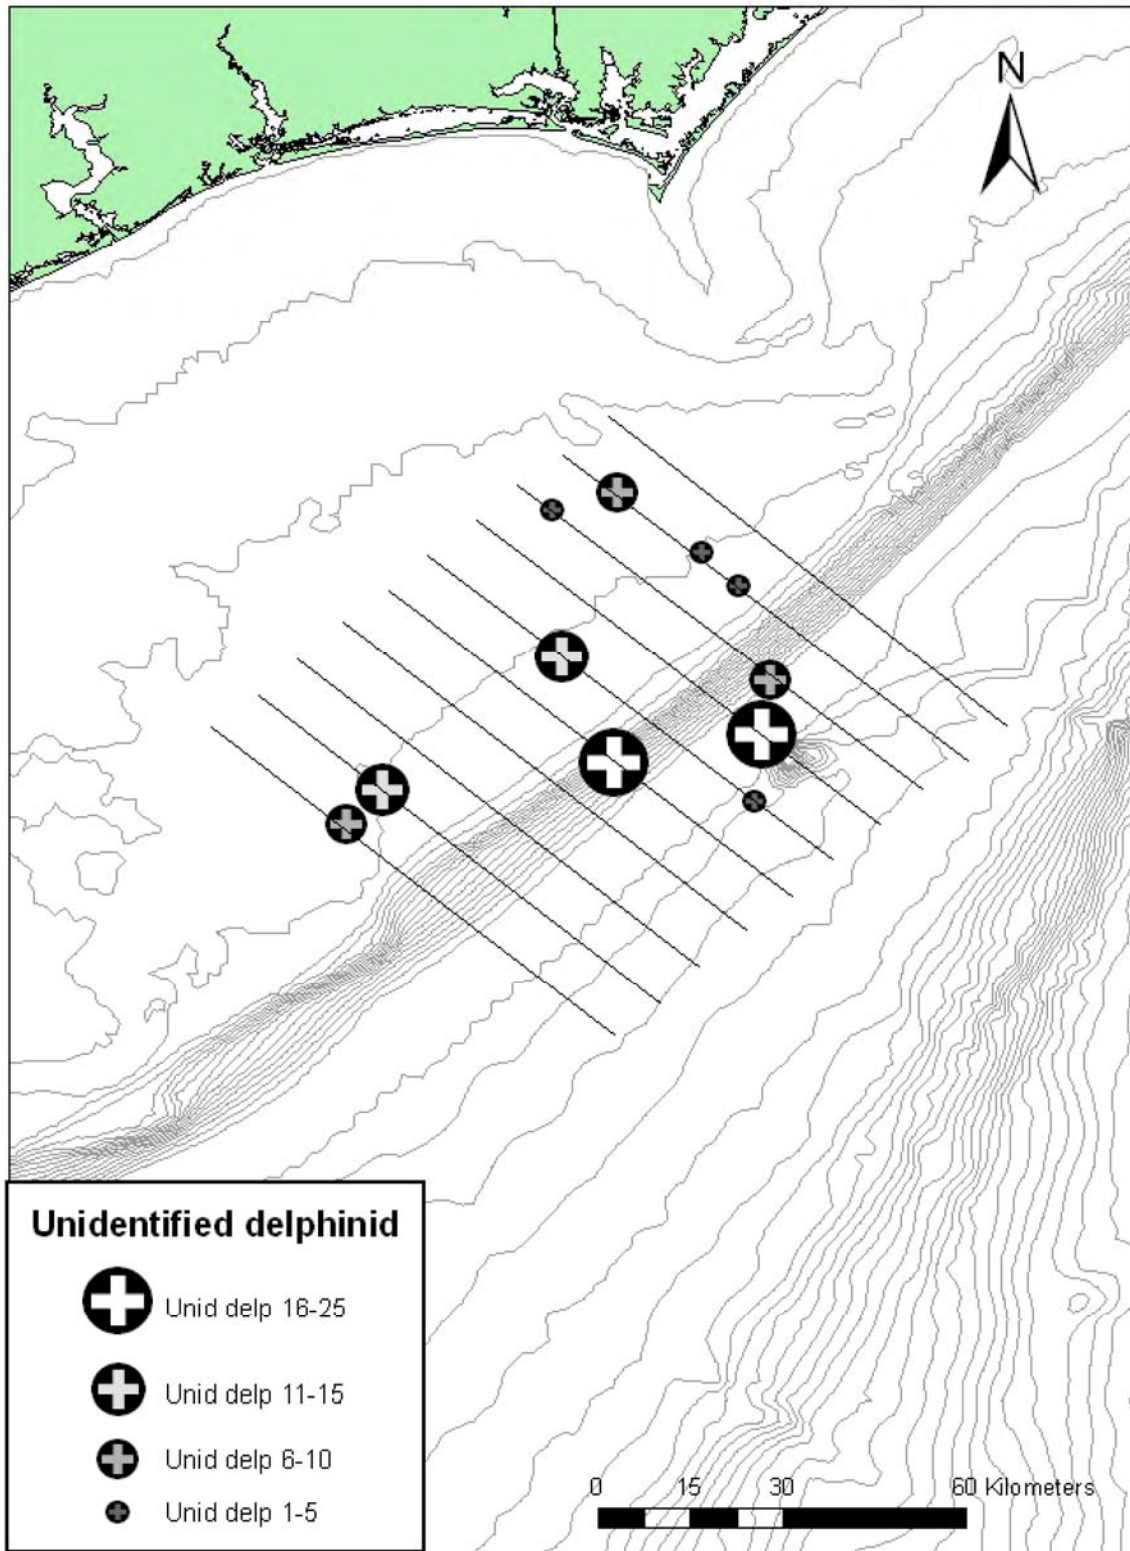 N
Unidentified delphinid
Unid delp 16-25
Unid delp 11-15
Unid delp 6-10
Unid delp 1-5
0 15 30 60 Kilometers